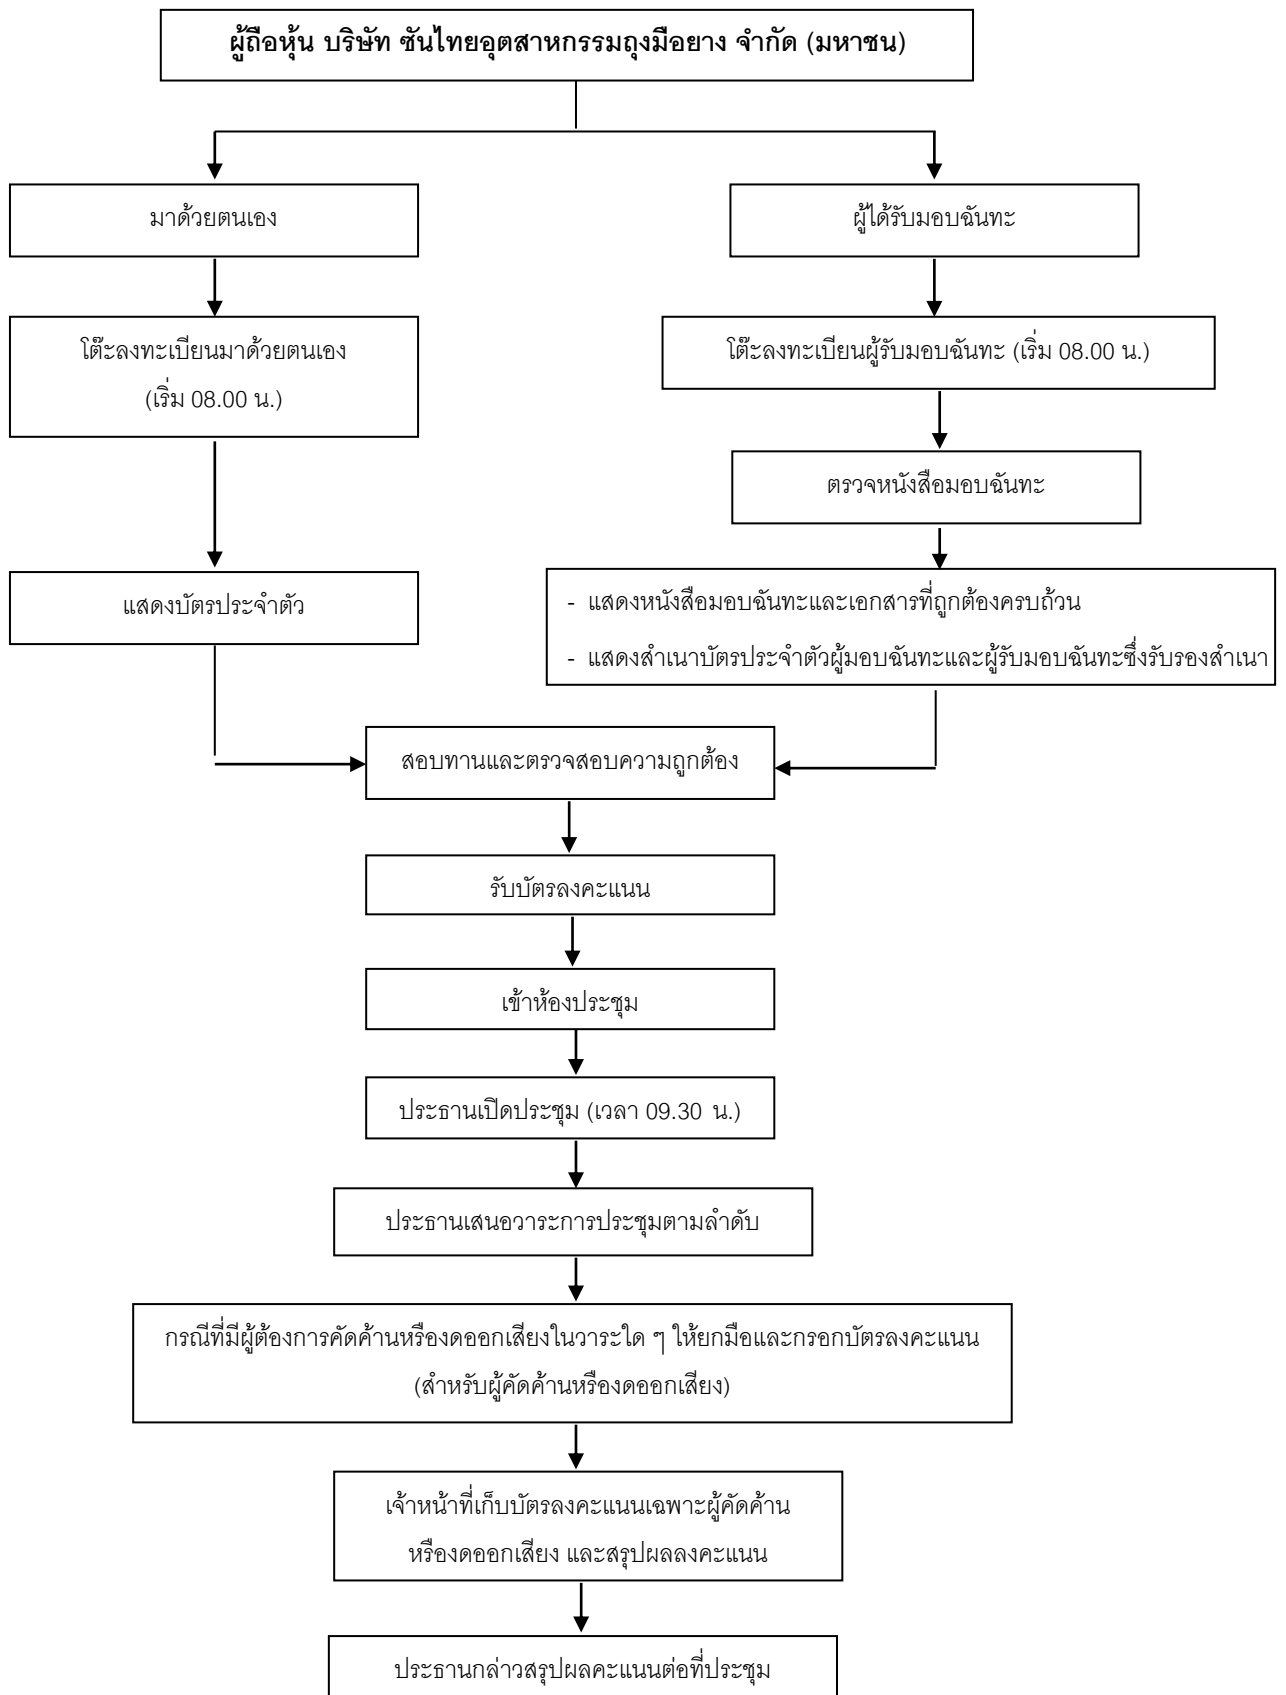 ผู้ถือหุ้น บริษัท ซันไทยอุตสาหกรรมถุงมือยาง จำกัด (มหาชน)
มาด้วยตนเอง
ผู้ได้รับมอบฉันทะ
โต๊ะลงทะเบียนมาด้วยตนเอง
(เริ่ม 08.00 น.)
โต๊ะลงทะเบียนผู้รับมอบฉันทะ (เริ่ม 08.00 น.)
ตรวจหนังสือมอบฉันทะ
แสดงบัตรประจำตัว
- แสดงหนังสือมอบฉันทะและเอกสารที่ถูกต้องครบถ้วน
- แสดงสำเนาบัตรประจำตัวผู้มอบฉันทะและผู้รับมอบฉันทะซึ่งรับรองสำเนา
สอบทานและตรวจสอบความถูกต้อง
รับบัตรลงคะแนน
เข้าห้องประชุม
ประธานเปิดประชุม (เวลา 09.30 น.)
ประธานเสนอวาระการประชุมตามลำดับ
กรณีที่มีผู้ต้องการคัดค้านหรืองดออกเสียงในวาระใด ๆ ให้ยกมือและกรอกบัตรลงคะแนน
(สำหรับผู้คัดค้านหรืองดออกเสียง)
เจ้าหน้าที่เก็บบัตรลงคะแนนเฉพาะผู้คัดค้าน
หรืองดออกเสียง และสรุปผลลงคะแนน
ประธานกล่าวสรุปผลคะแนนต่อที่ประชุม